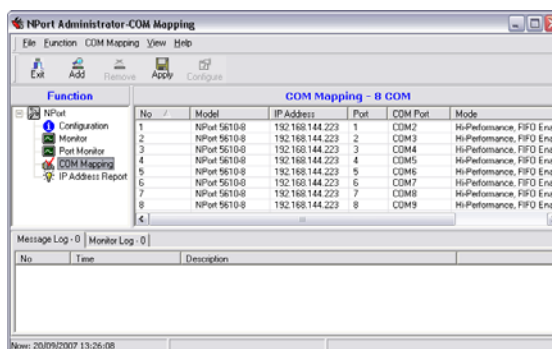 NPort Administrator-COM Mapping
File Function COM Mapping View Help
Exit Add Remove Apply Configure
Function
COM Mapping - 8 COM
NPort
Configuration
Monitor
Port Monitor
COM Mapping
IP Address Report
No Model IP Address Port COM Port Mode
1 NPort 5610-8 192.168.144.223 1 COM2 Hi-Performance, FIFO Ena
2 NPort 5610-8 192.168.144.223 2 COM3 Hi-Performance, FIFO Ena
3 NPort 5610-8 192.168.144.223 3 COM4 Hi-Performance, FIFO Ena
4 NPort 5610-8 192.168.144.223 4 COM5 Hi-Performance, FIFO Ena
5 NPort 5610-8 192.168.144.223 5 COM6 Hi-Performance, FIFO Ena
6 NPort 5610-8 192.168.144.223 6 COM7 Hi-Performance, FIFO Ena
7 NPort 5610-8 192.168.144.223 7 COM8 Hi-Performance, FIFO Ena
8 NPort 5610-8 192.168.144.223 8 COM9 Hi-Performance, FIFO Ena
Message Log - 0 Monitor Log - 0
No Time Description
Now: 20/09/2007 13:26:08